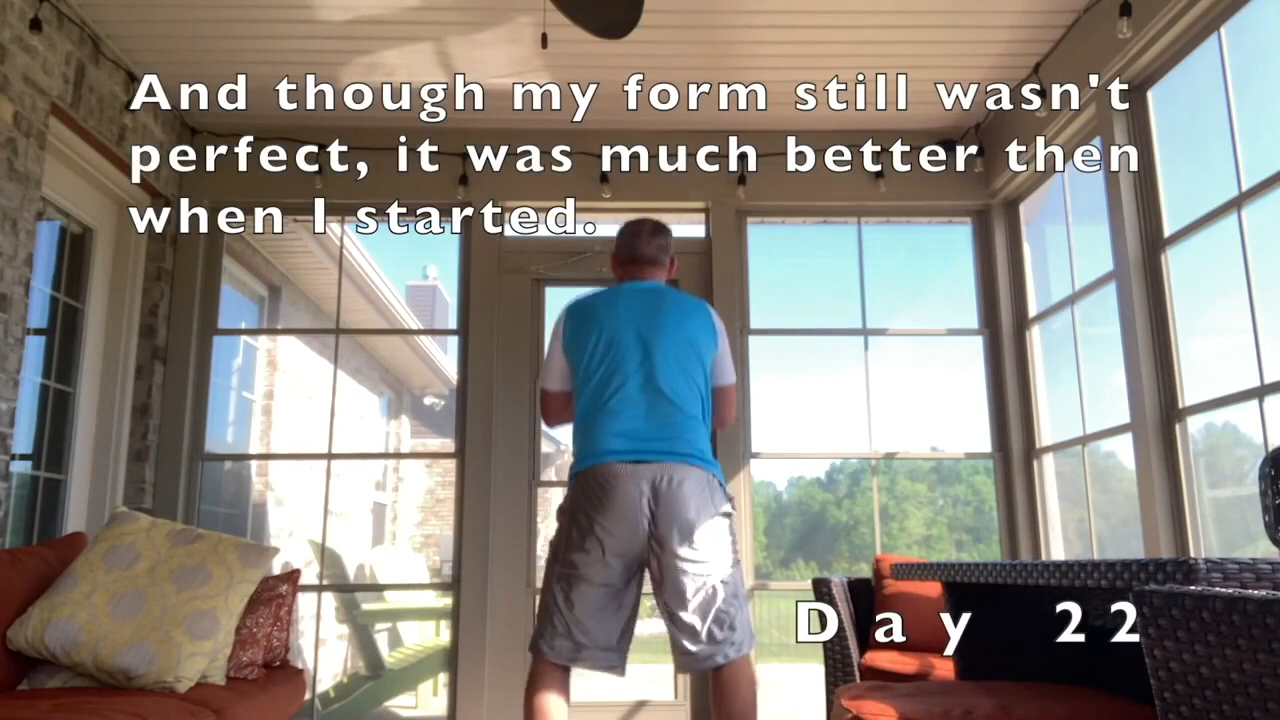 And though my form still wasn't
perfect, it was much better then
when I started.
Day 22